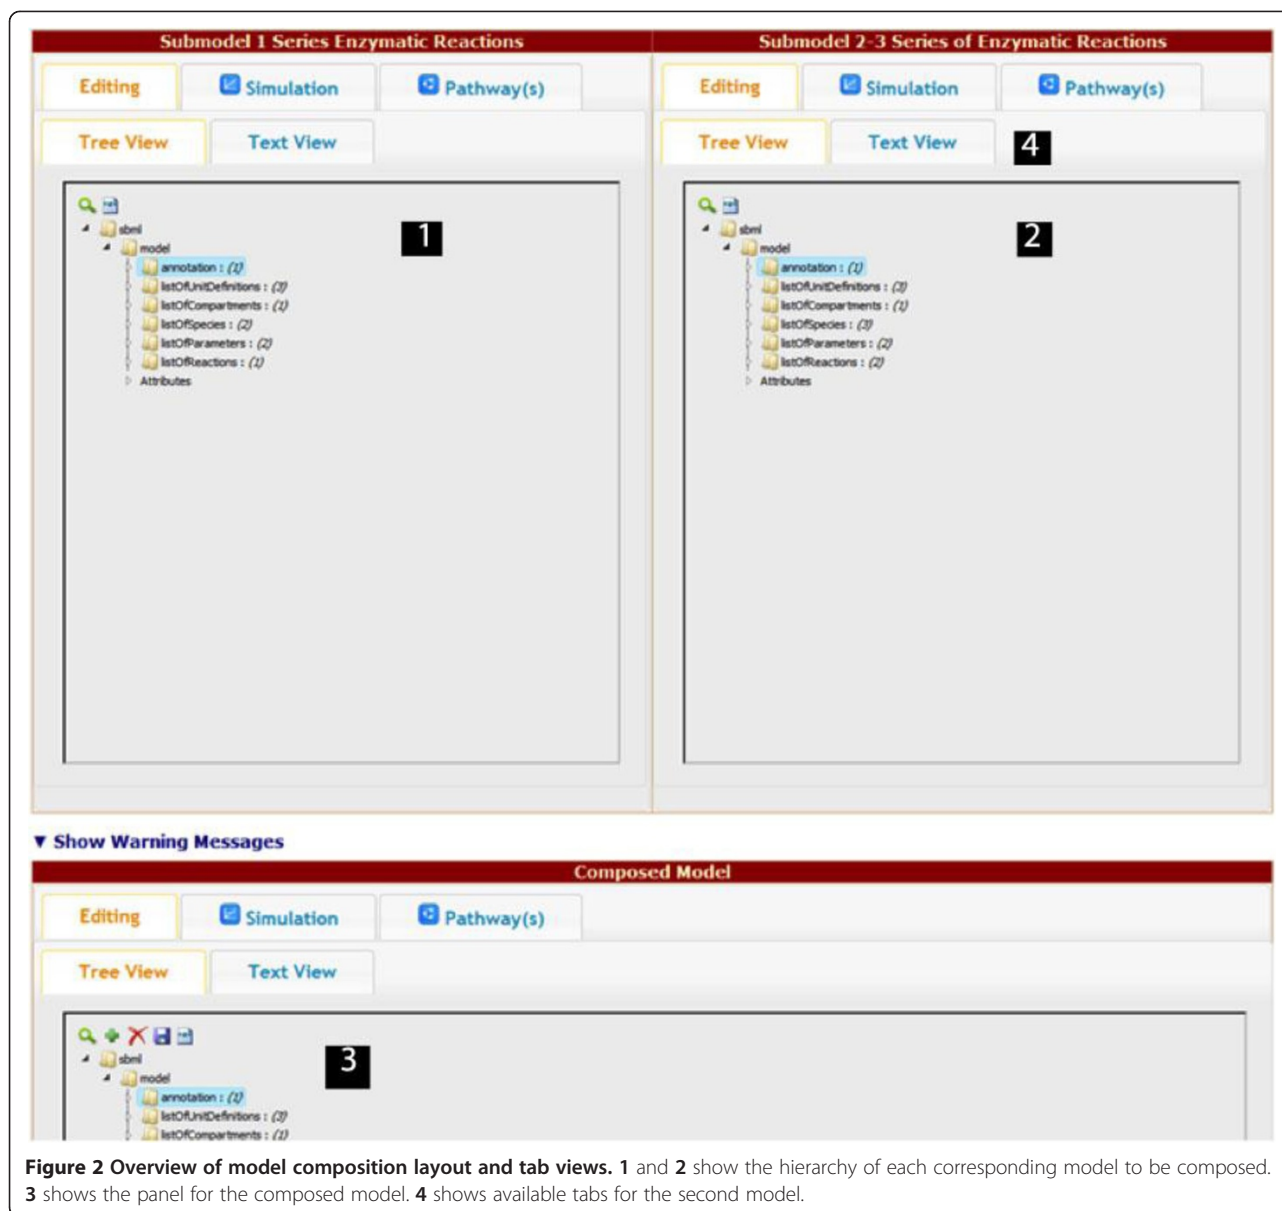 Submodel 1 Series Enzymatic Reactions
Editing
Simulation
Pathway(s)
Tree View
Text View
1
sbml
model
annotation : (1)
listOfUnitDefinitions : (3)
listOfCompartments : (1)
listOfSpecies : (2)
listOfParameters : (2)
listOfReactions : (1)
Attributes
Submodel 2-3 Series of Enzymatic Reactions
Editing
Simulation
Pathway(s)
Tree View
Text View
4
2
sbml
model
annotation : (1)
listOfUnitDefinitions : (3)
listOfCompartments : (1)
listOfSpecies : (3)
listOfParameters : (2)
listOfReactions : (2)
Attributes
▼ Show Warning Messages
Composed Model
Editing
Simulation
Pathway(s)
Tree View
Text View
3
sbml
model
annotation :
listOfUnitDefinitions : (3)
listOfCompartments : (1)
Figure 2 Overview of model composition layout and tab views. 1 and 2 show the hierarchy of each corresponding model to be composed.
3 shows the panel for the composed model. 4 shows available tabs for the second model.